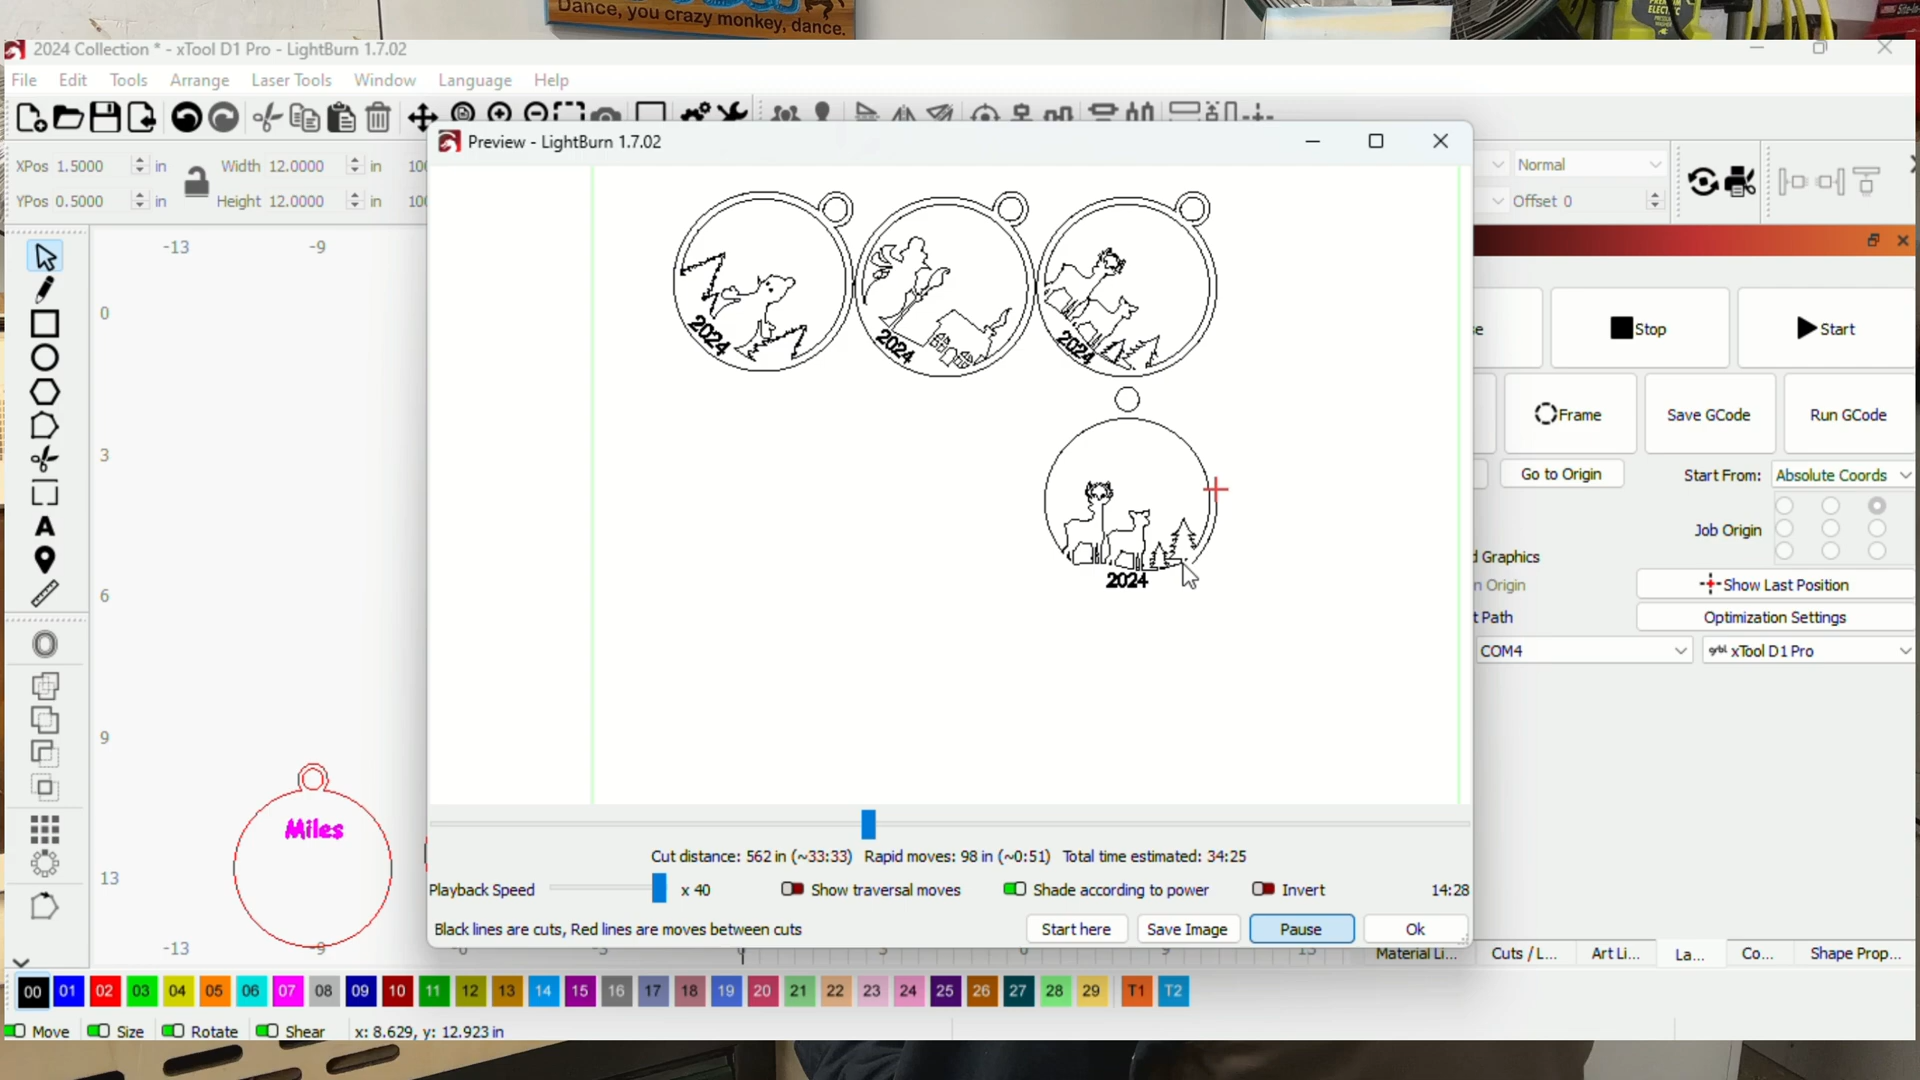 Dance, you crazy monkey, dance.
2024 Collection * - xTool D1 Pro - LightBurn 1.7.02
File Edit Tools Arrange Laser Tools Window Language Help
Preview - LightBurn 1.7.02
XPos 1.5000 in Width 12.0000 in
YPos 0.5000 in Height 12.0000 in
Normal
Offset 0
-13 -9
0
3
6
9
13
-13 -9
2024
2024
2024
2024
Miles
Stop
Start
Frame
Save GCode
Run GCode
Go to Origin
Start From: Absolute Coords
Job Origin
Graphics
Origin
Show Last Position
Path
Optimization Settings
COM4
xTool D1 Pro
Cut distance: 562 in (~33:33) Rapid moves: 98 in (~0:51) Total time estimated: 34:25
Playback Speed x 40 Show traversal moves Shade according to power Invert 14:28
Black lines are cuts, Red lines are moves between cuts Start here Save Image Pause Ok
Material Li... Cuts / L... Art Li... La... Co... Shape Prop...
00 01 02 03 04 05 06 07 08 09 10 11 12 13 14 15 16 17 18 19 20 21 22 23 24 25 26 27 28 29 T1 T2
Move Size Rotate Shear x: 8.629, y: 12.923 in